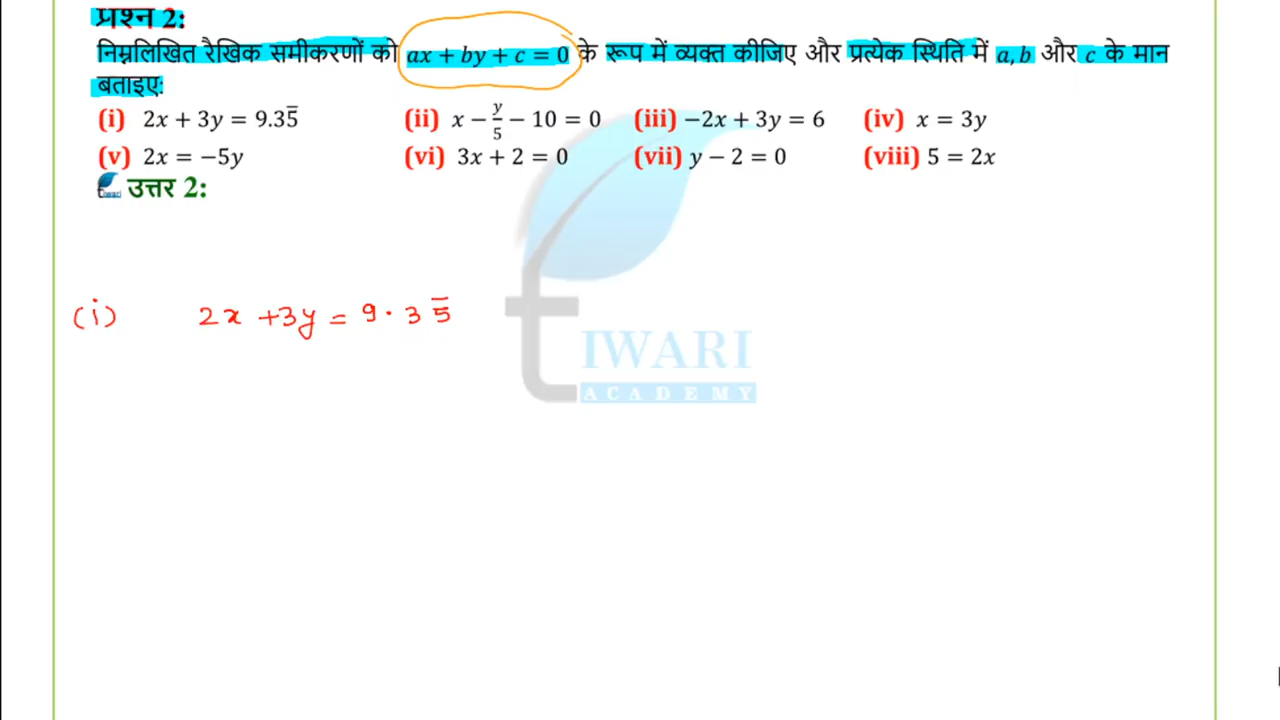 प्रश्न 2:
निम्नलिखित रैखिक समीकरणों को ax + by + c = 0 के रूप में व्यक्त कीजिए और प्रत्येक स्थिति में a, b और c के मान
बताइए:
(i) 2x + 3y = 9.35̅ (ii) x − y/5 − 10 = 0 (iii) −2x + 3y = 6 (iv) x = 3y
(v) 2x = −5y (vi) 3x + 2 = 0 (vii) y − 2 = 0 (viii) 5 = 2x
उत्तर 2:
(i) 2x + 3y = 9.35̅
tIWARI
ACADEMY